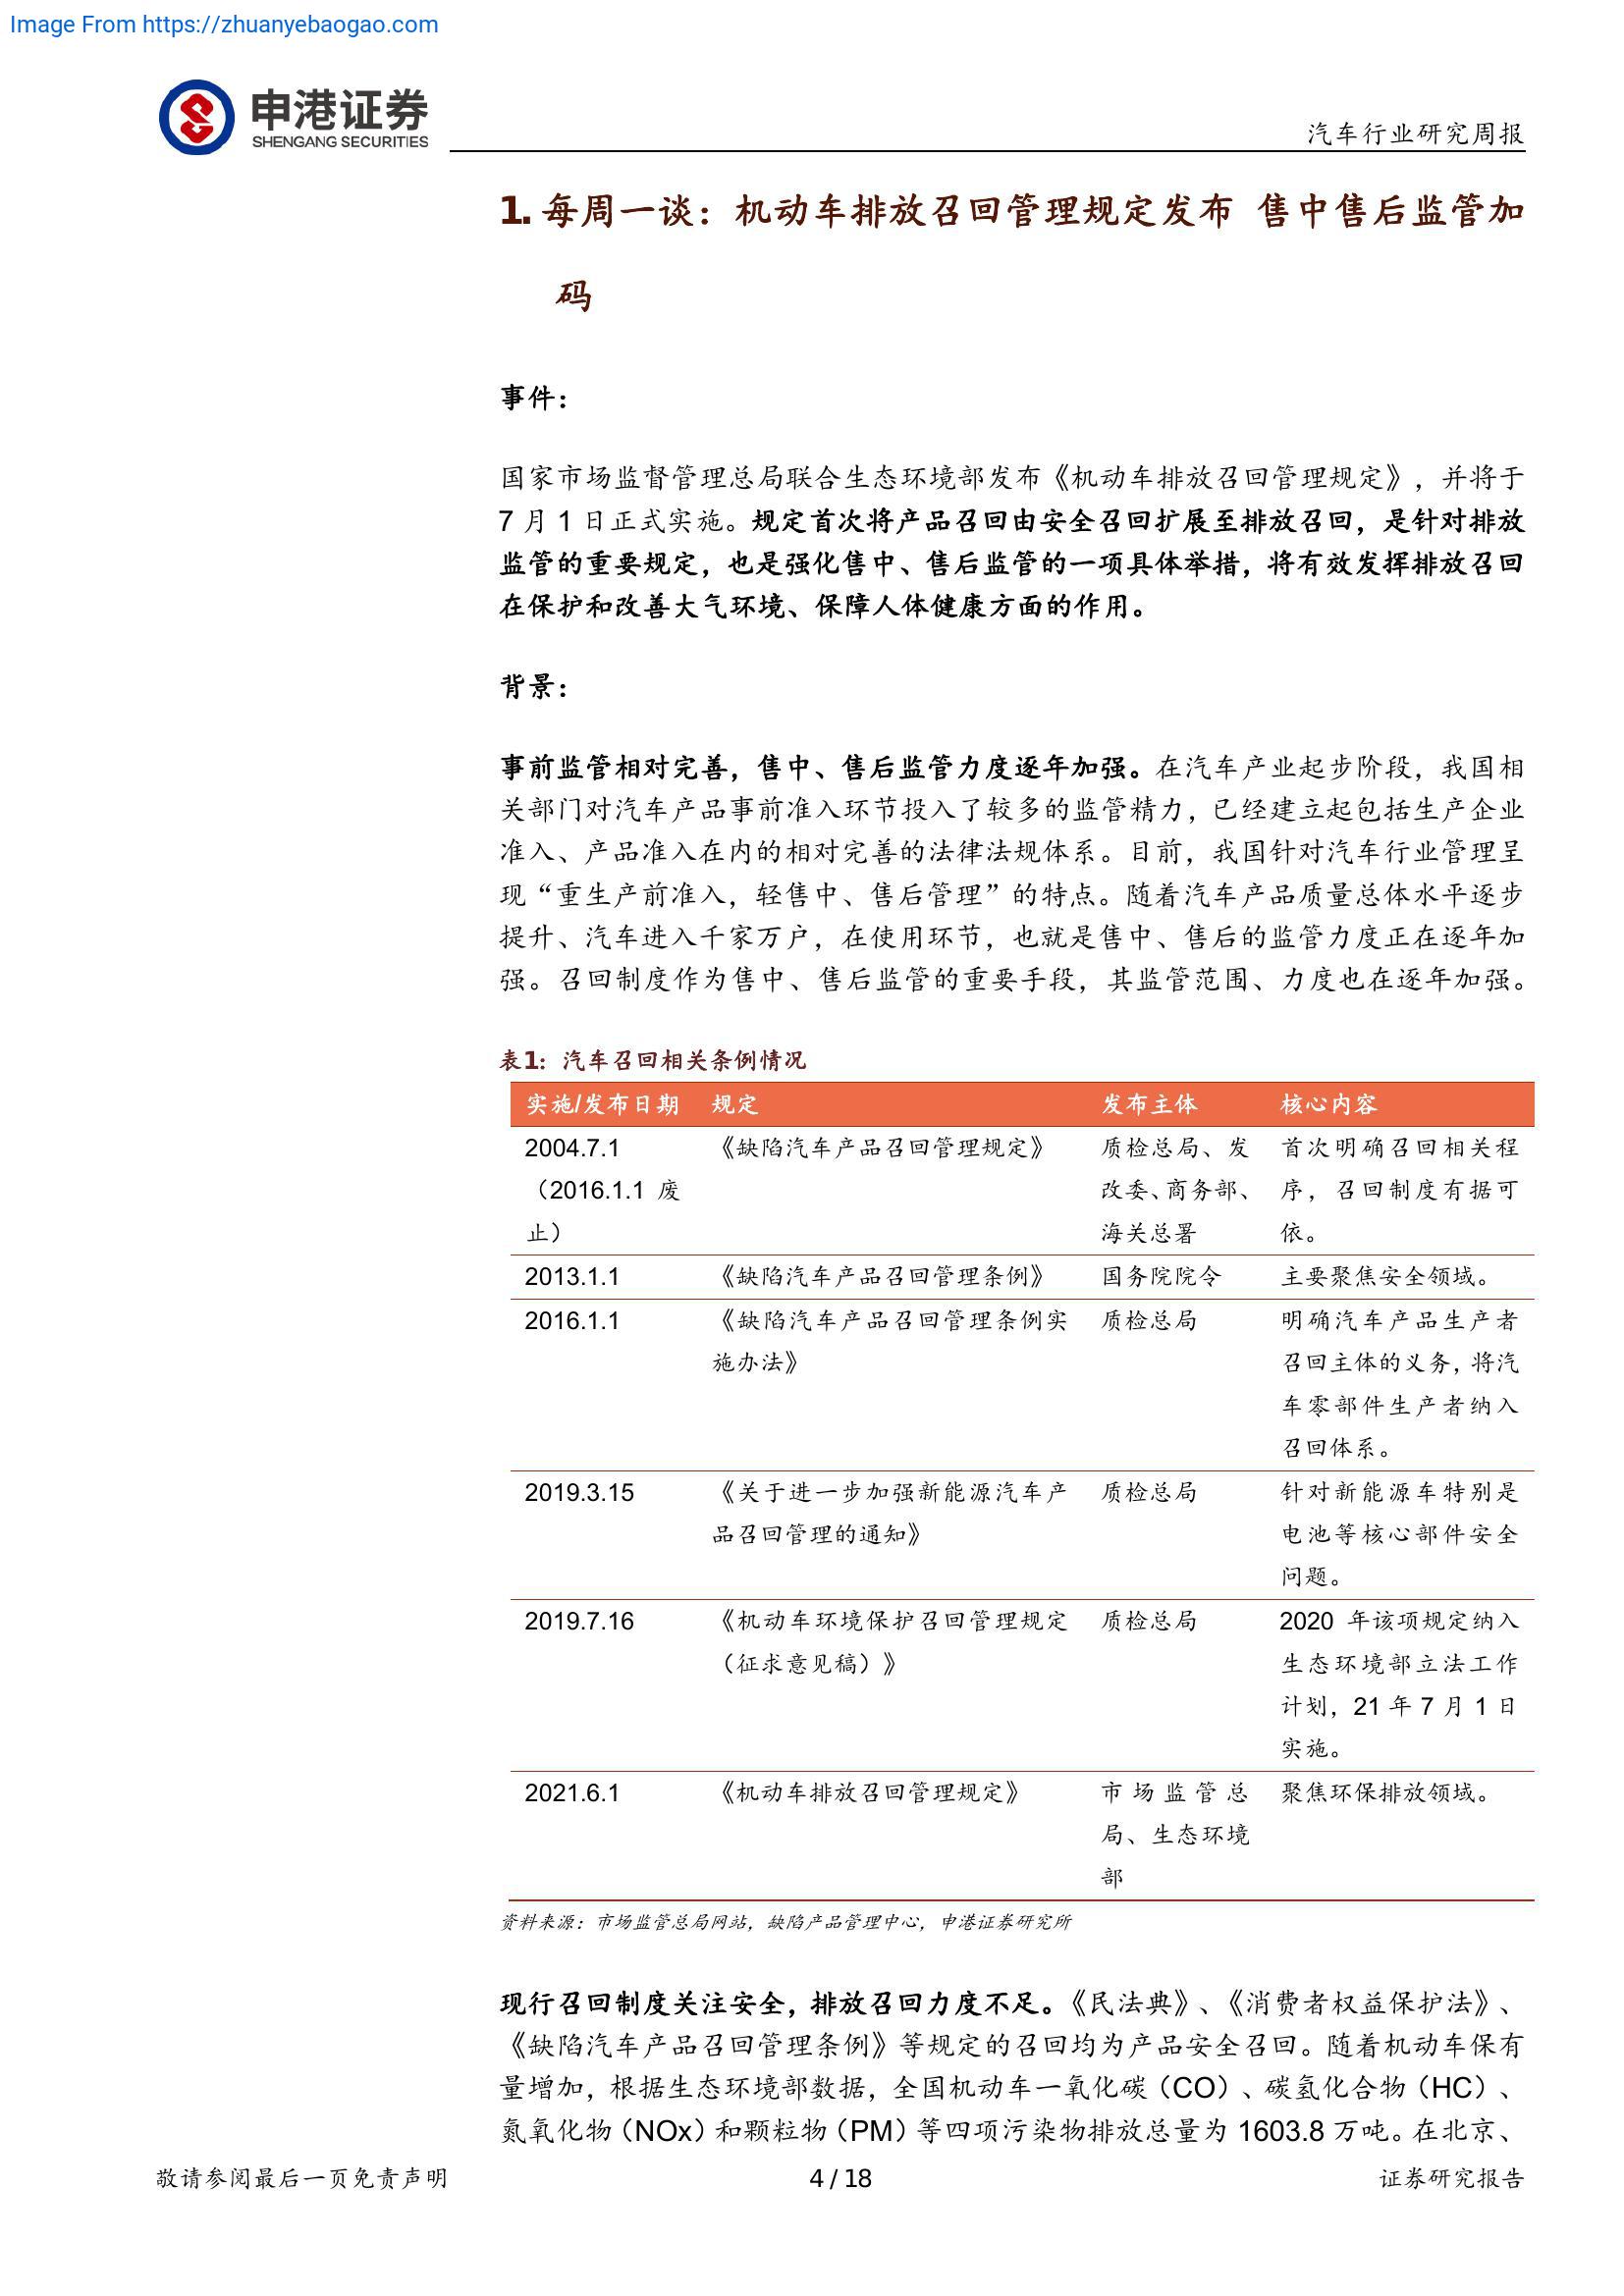 Image From https://zhuanyebaogao.com
申港证券
SHENGANG SECURITIES
汽车行业研究周报
1. 每周一谈：机动车排放召回管理规定发布 售中售后监管加
码
事件：
国家市场监督管理总局联合生态环境部发布《机动车排放召回管理规定》，并将于
7 月 1 日正式实施。规定首次将产品召回由安全召回扩展至排放召回，是针对排放
监管的重要规定，也是强化售中、售后监管的一项具体举措，将有效发挥排放召回
在保护和改善大气环境、保障人体健康方面的作用。
背景：
事前监管相对完善，售中、售后监管力度逐年加强。在汽车产业起步阶段，我国相
关部门对汽车产品事前准入环节投入了较多的监管精力，已经建立起包括生产企业
准入、产品准入在内的相对完善的法律法规体系。目前，我国针对汽车行业管理呈
现“重生产前准入，轻售中、售后管理”的特点。随着汽车产品质量总体水平逐步
提升、汽车进入千家万户，在使用环节，也就是售中、售后的监管力度正在逐年加
强。召回制度作为售中、售后监管的重要手段，其监管范围、力度也在逐年加强。
表1：汽车召回相关条例情况
实施/发布日期 规定 发布主体 核心内容
2004.7.1 《缺陷汽车产品召回管理规定》 质检总局、发 首次明确召回相关程
（2016.1.1 废 改委、商务部、 序，召回制度有据可
止） 海关总署 依。
2013.1.1 《缺陷汽车产品召回管理条例》 国务院院令 主要聚焦安全领域。
2016.1.1 《缺陷汽车产品召回管理条例实 质检总局 明确汽车产品生产者
施办法》 召回主体的义务，将汽
车零部件生产者纳入
召回体系。
2019.3.15 《关于进一步加强新能源汽车产 质检总局 针对新能源车特别是
品召回管理的通知》 电池等核心部件安全
问题。
2019.7.16 《机动车环境保护召回管理规定 质检总局 2020 年该项规定纳入
（征求意见稿）》 生态环境部立法工作
计划，21 年 7 月 1 日
实施。
2021.6.1 《机动车排放召回管理规定》 市场监管总 聚焦环保排放领域。
局、生态环境
部
资料来源：市场监管总局网站，缺陷产品管理中心，申港证券研究所
现行召回制度关注安全，排放召回力度不足。《民法典》、《消费者权益保护法》、
《缺陷汽车产品召回管理条例》等规定的召回均为产品安全召回。随着机动车保有
量增加，根据生态环境部数据，全国机动车一氧化碳（CO）、碳氢化合物（HC）、
氮氧化物（NOx）和颗粒物（PM）等四项污染物排放总量为 1603.8 万吨。在北京、
敬请参阅最后一页免责声明 4 / 18 证券研究报告